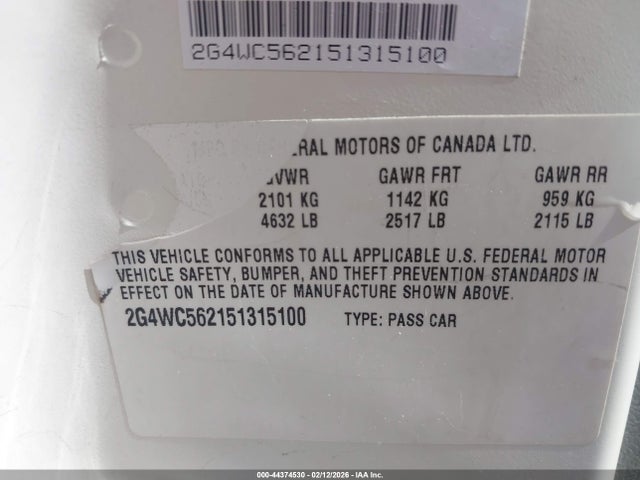 2G4WC562151315100
ERAL MOTORS OF CANADA LTD.
GVWR GAWR FRT GAWR RR
2101 KG 1142 KG 959 KG
4632 LB 2517 LB 2115 LB
THIS VEHICLE CONFORMS TO ALL APPLICABLE U.S. FEDERAL MOTOR
VEHICLE SAFETY, BUMPER, AND THEFT PREVENTION STANDARDS IN
EFFECT ON THE DATE OF MANUFACTURE SHOWN ABOVE.
2G4WC562151315100 TYPE: PASS CAR
000-44374530 - 02/12/2026 - IAA Inc.